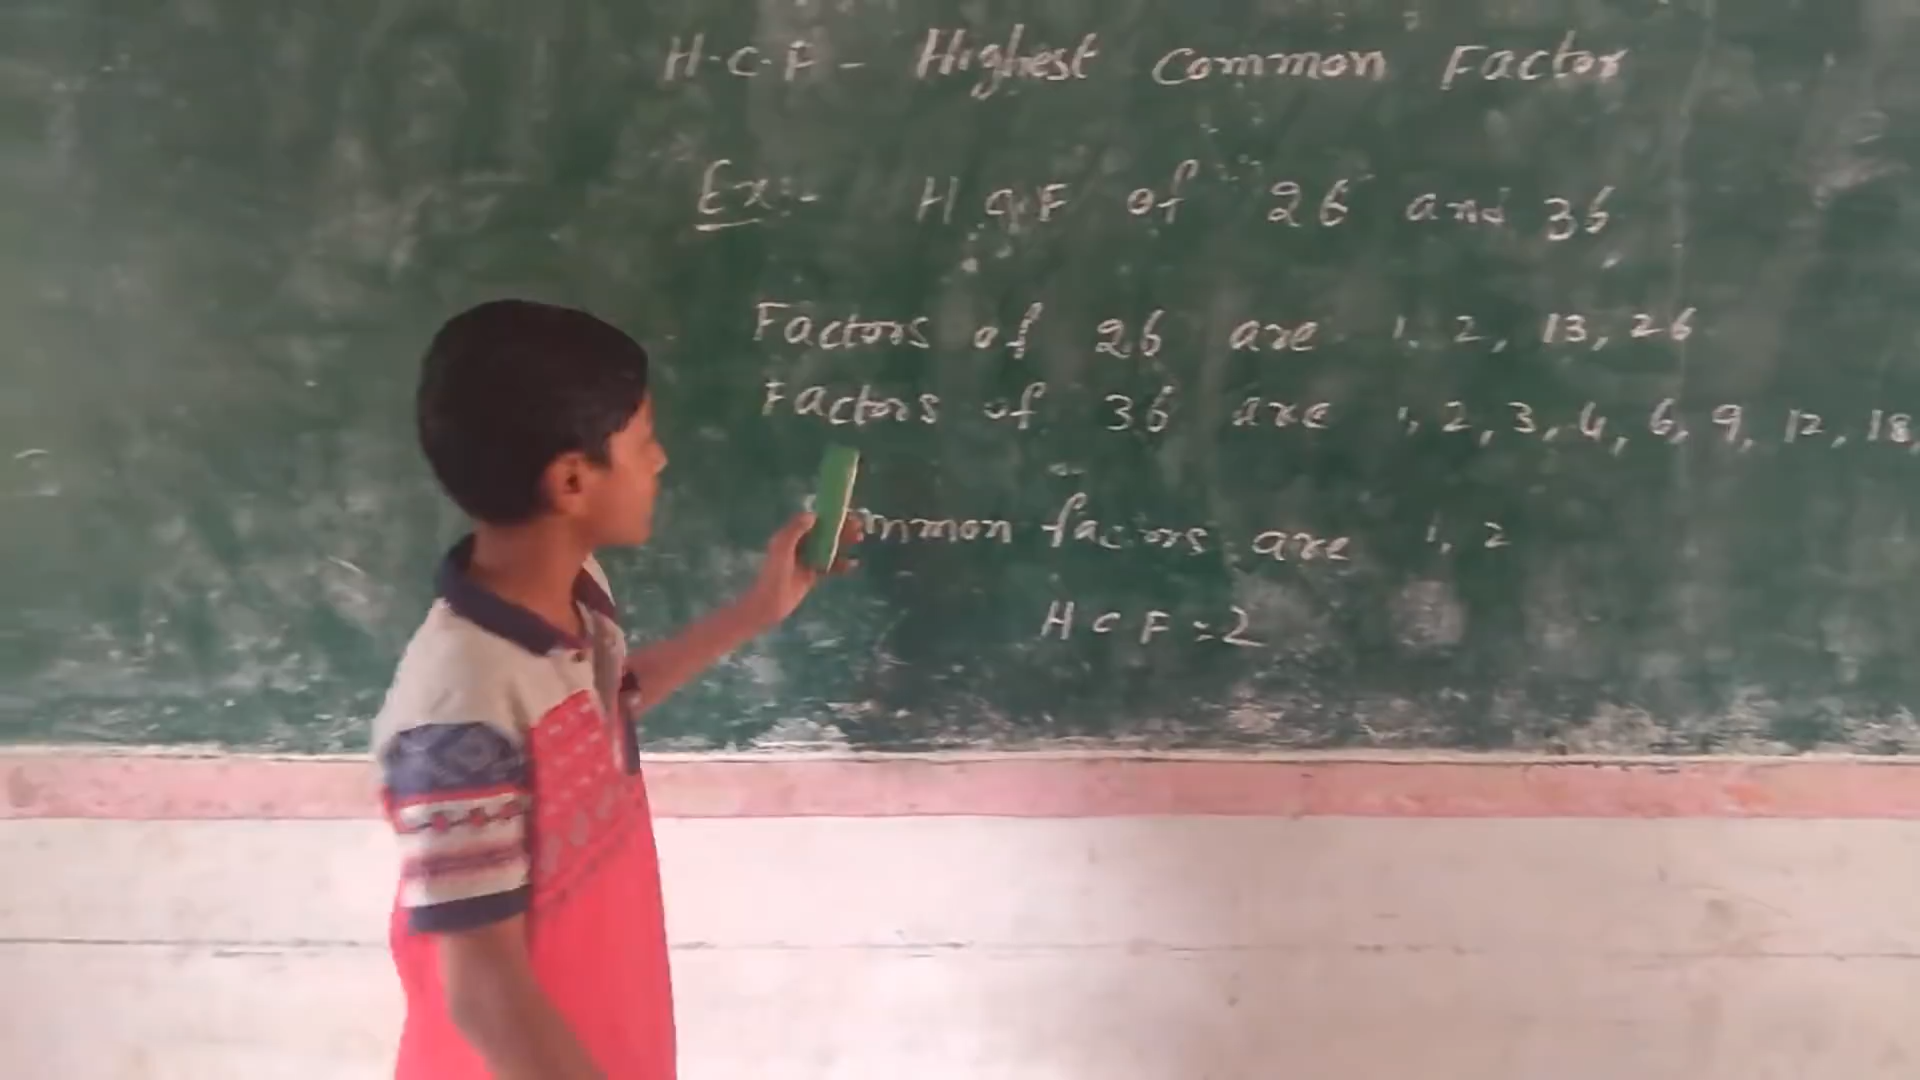 H.C.F - Highest Common Factor
Ex:- H C F of 26 and 36
Factors of 26 are 1, 2, 13, 26
Factors of 36 are 1, 2, 3, 4, 6, 9, 12, 18,
Common factors are 1, 2
H C F = 2